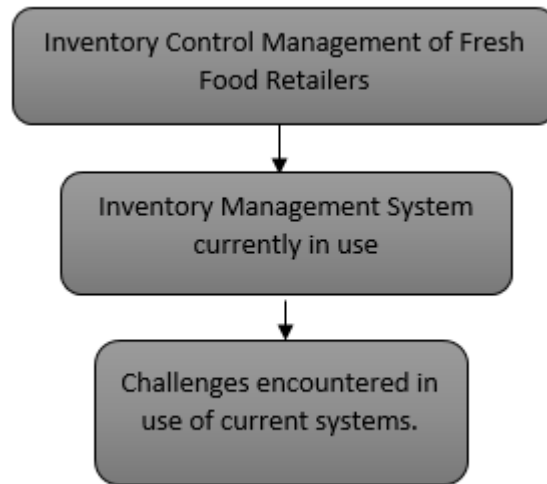 Inventory Control Management of Fresh
Food Retailers
Inventory Management System
currently in use
Challenges encountered in
use of current systems.